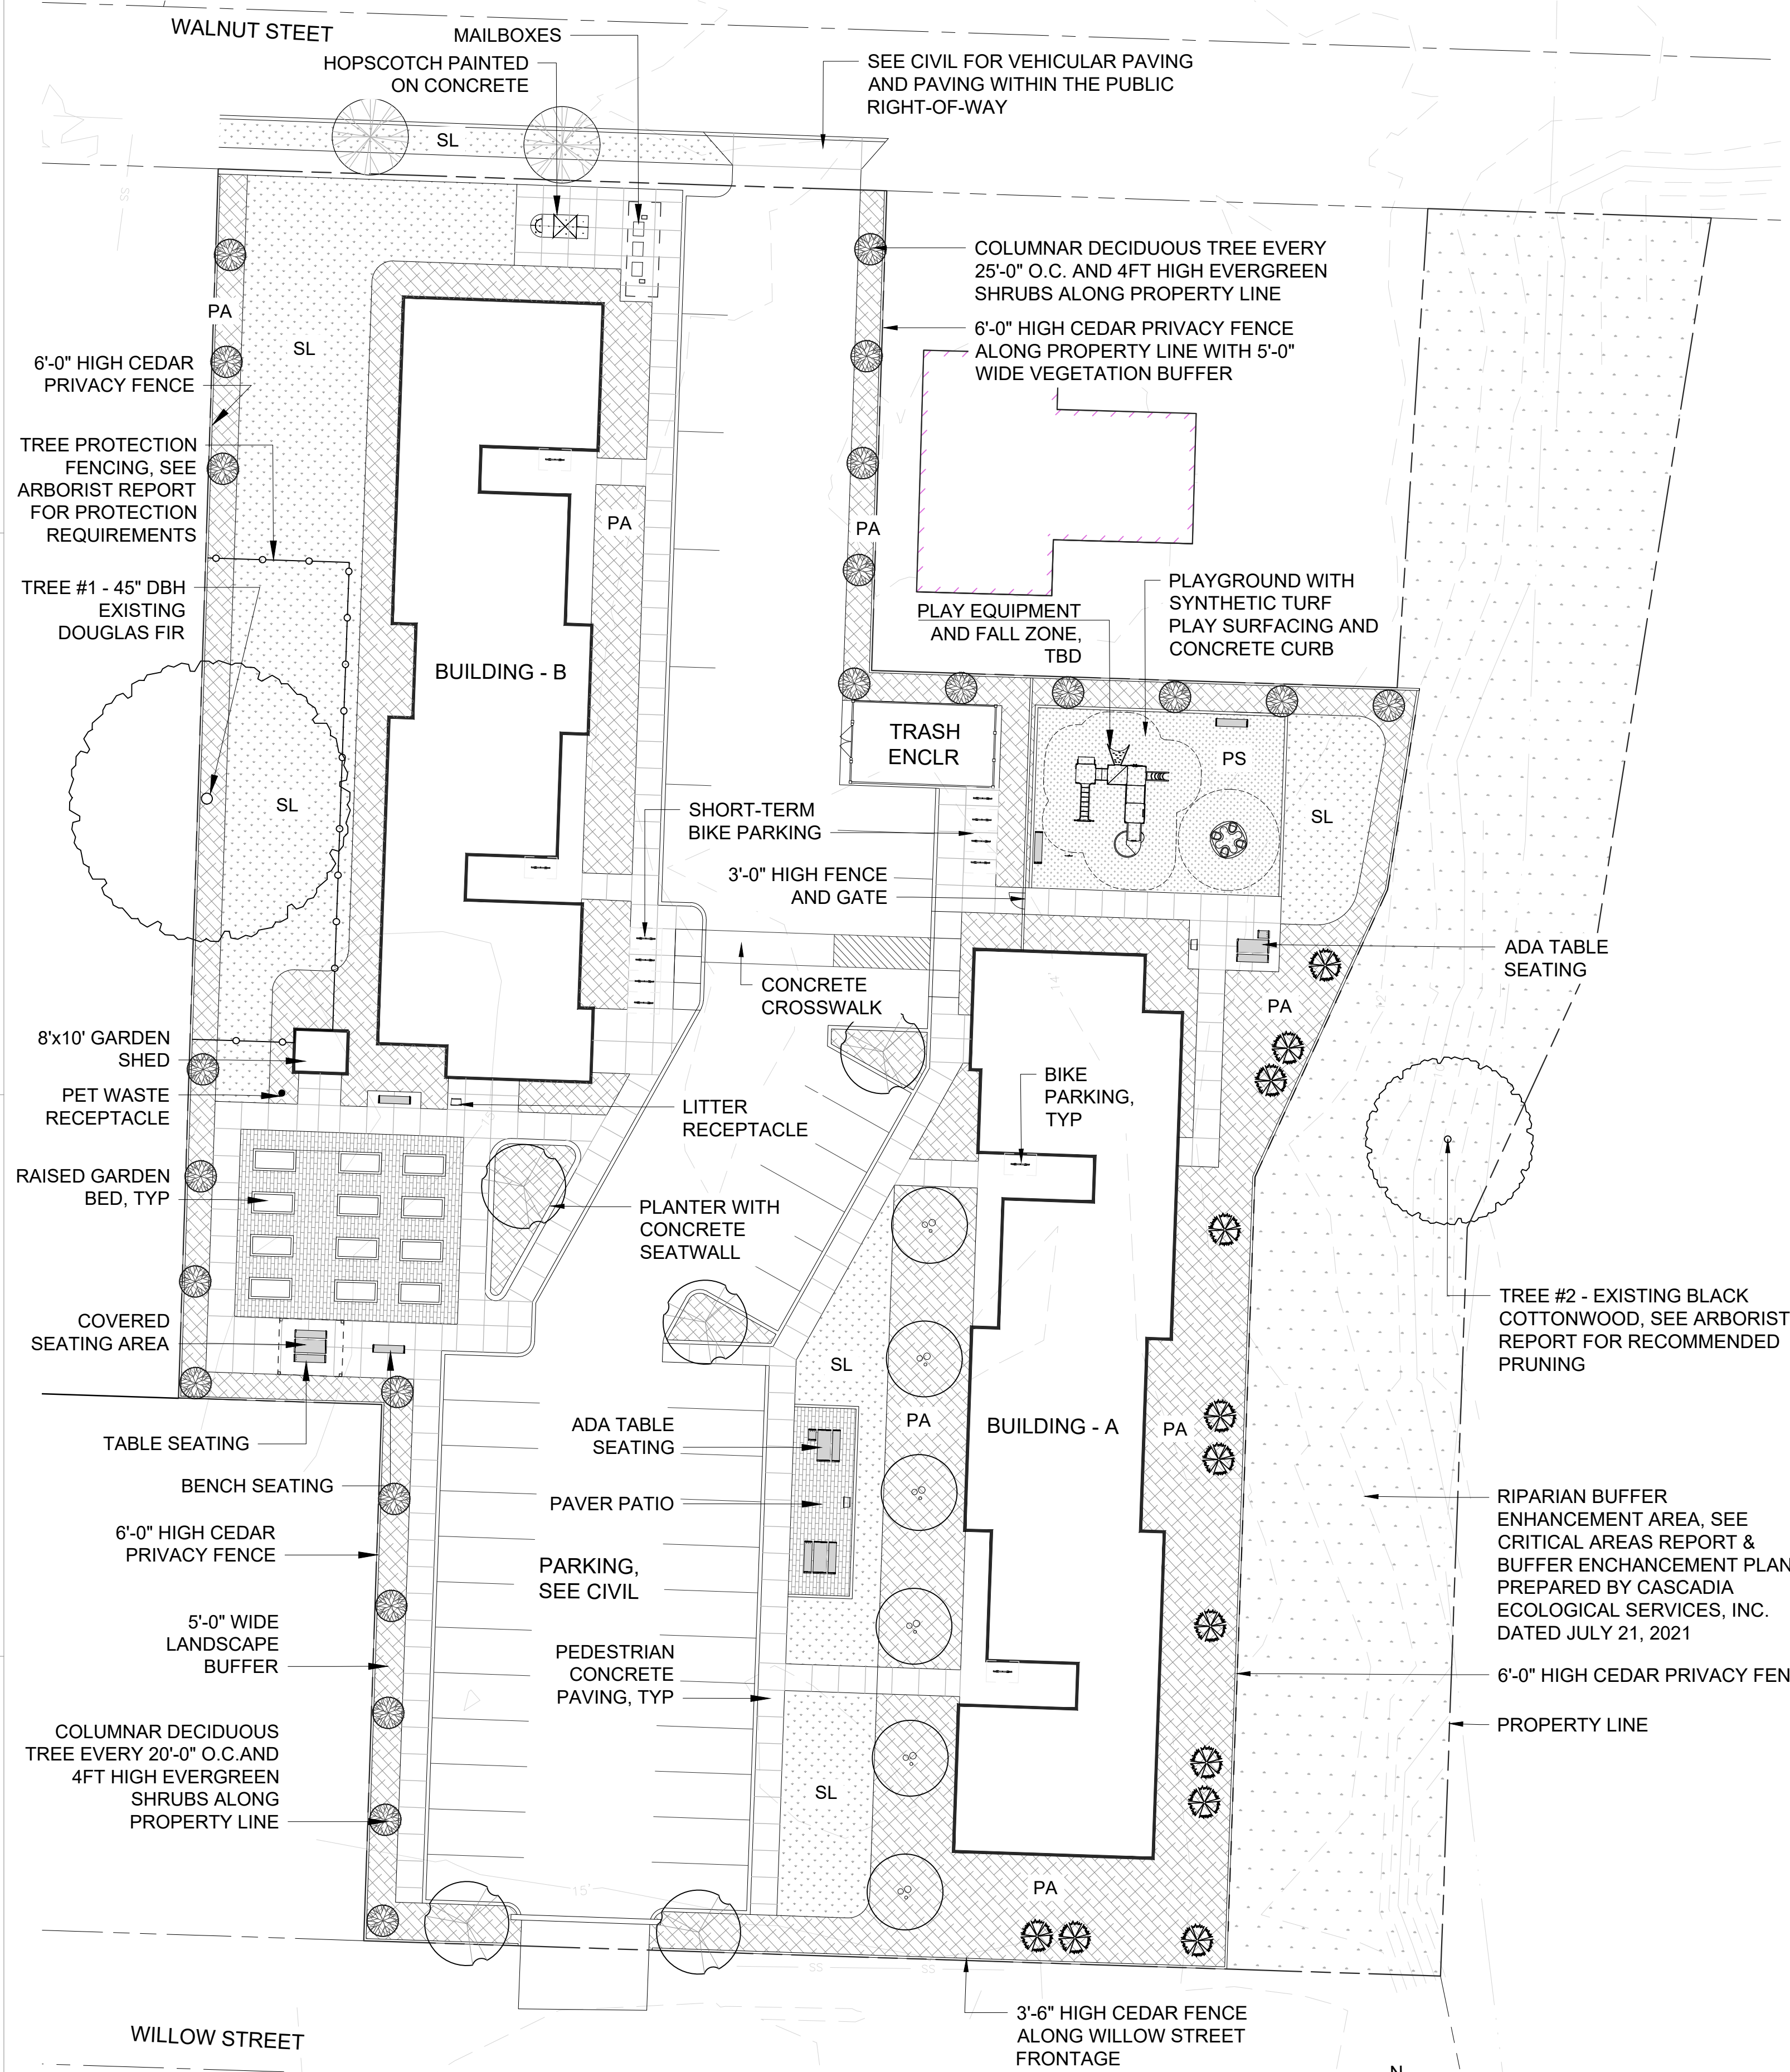 WALNUT STEET
MAILBOXES
HOPSCOTCH PAINTED
ON CONCRETE
SEE CIVIL FOR VEHICULAR PAVING
AND PAVING WITHIN THE PUBLIC
RIGHT-OF-WAY
SL
SS
COLUMNAR DECIDUOUS TREE EVERY
25'-0" O.C. AND 4FT HIGH EVERGREEN
SHRUBS ALONG PROPERTY LINE
PA
6'-0" HIGH CEDAR PRIVACY FENCE
ALONG PROPERTY LINE WITH 5'-0"
WIDE VEGETATION BUFFER
SL
6'-0" HIGH CEDAR
PRIVACY FENCE
TREE PROTECTION
FENCING, SEE
ARBORIST REPORT
FOR PROTECTION
REQUIREMENTS
PA
PA
TREE #1 - 45" DBH
EXISTING
DOUGLAS FIR
PLAY EQUIPMENT
AND FALL ZONE,
TBD
PLAYGROUND WITH
SYNTHETIC TURF
PLAY SURFACING AND
CONCRETE CURB
BUILDING - B
TRASH
ENCLR
PS
SL
SL
SHORT-TERM
BIKE PARKING
3'-0" HIGH FENCE
AND GATE
ADA TABLE
SEATING
CONCRETE
CROSSWALK
14'
PA
8'x10' GARDEN
SHED
PET WASTE
RECEPTACLE
15'
LITTER
RECEPTACLE
BIKE
PARKING,
TYP
RAISED GARDEN
BED, TYP
PLANTER WITH
CONCRETE
SEATWALL
COVERED
SEATING AREA
TREE #2 - EXISTING BLACK
COTTONWOOD, SEE ARBORIST
REPORT FOR RECOMMENDED
PRUNING
SL
TABLE SEATING
ADA TABLE
SEATING
PA
BUILDING - A
PA
BENCH SEATING
PAVER PATIO
6'-0" HIGH CEDAR
PRIVACY FENCE
PARKING,
SEE CIVIL
RIPARIAN BUFFER
ENHANCEMENT AREA, SEE
CRITICAL AREAS REPORT &
BUFFER ENCHANCEMENT PLAN
PREPARED BY CASCADIA
ECOLOGICAL SERVICES, INC.
DATED JULY 21, 2021
5'-0" WIDE
LANDSCAPE
BUFFER
PEDESTRIAN
CONCRETE
PAVING, TYP
6'-0" HIGH CEDAR PRIVACY FEN
PROPERTY LINE
COLUMNAR DECIDUOUS
TREE EVERY 20'-0" O.C.AND
4FT HIGH EVERGREEN
SHRUBS ALONG
PROPERTY LINE
SL
15'
PA
SS
SS
3'-6" HIGH CEDAR FENCE
ALONG WILLOW STREET
FRONTAGE
WILLOW STREET
N